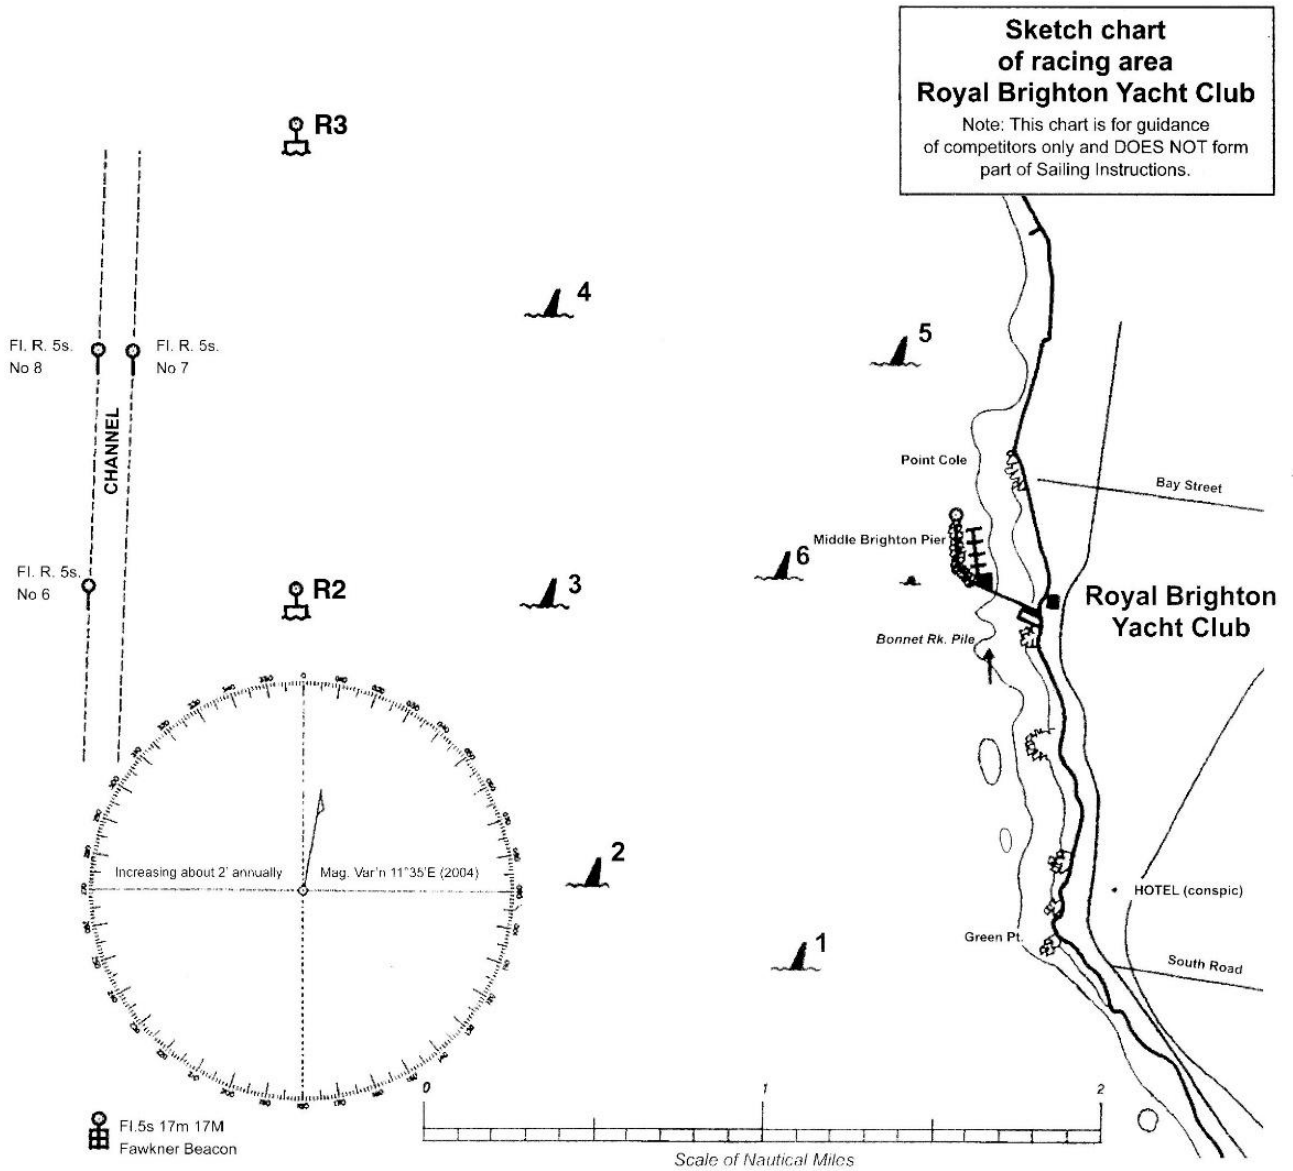 Sketch chart
of racing area
Royal Brighton Yacht Club
Note: This chart is for guidance
of competitors only and DOES NOT form
part of Sailing Instructions.
R3
4
5
Fl. R. 5s.
No 8
Fl. R. 5s.
No 7
CHANNEL
Point Cole
Bay Street
Middle Brighton Pier
6
Fl. R. 5s.
No 6
R2
3
Royal Brighton
Yacht Club
Bonnet Rk. Pile
0
Increasing about 2' annually
Mag. Var'n 11°35'E (2004)
2
HOTEL (conspic)
Green Pt.
1
South Road
0
1
2
Scale of Nautical Miles
Fl.5s 17m 17M
Fawkner Beacon